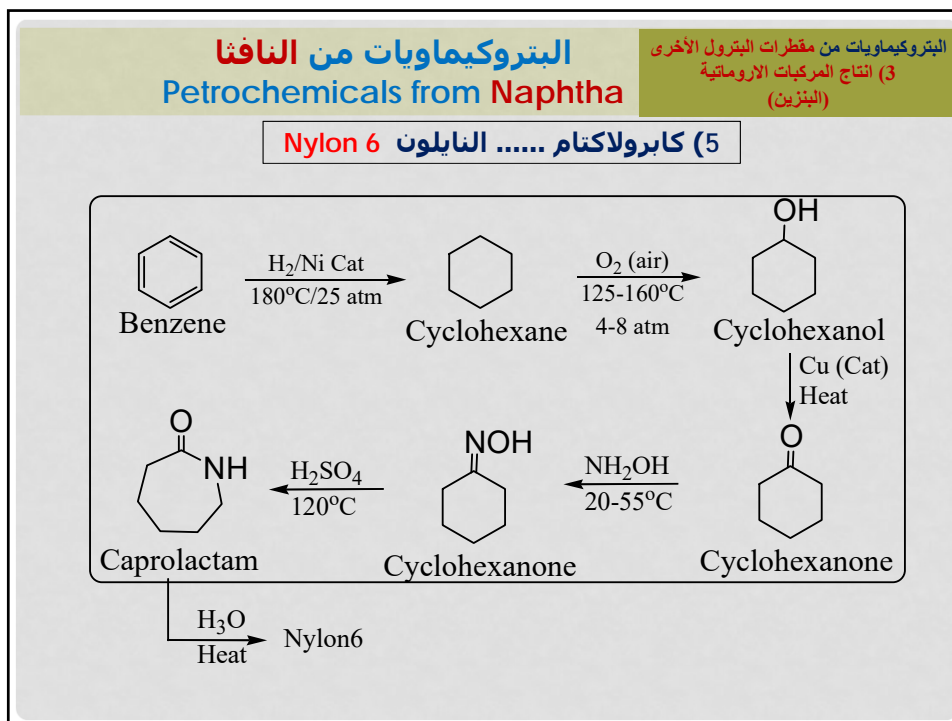 البتروكيماويات من النافثا
Petrochemicals from Naphtha
البتروكيماويات من مقطرات البترول الأخرى
3) انتاج المركبات الاروماتية
(البنزين)
5) كابرولاكتام ...... النايلون Nylon 6
Benzene
H₂/Ni Cat
180°C/25 atm
Cyclohexane
O₂ (air)
125-160°C
4-8 atm
OH
Cyclohexanol
Cu (Cat)
Heat
O
Cyclohexanone
NH₂OH
20-55°C
NOH
Cyclohexanone
H₂SO₄
120°C
O
NH
Caprolactam
H₃O
Heat
Nylon6